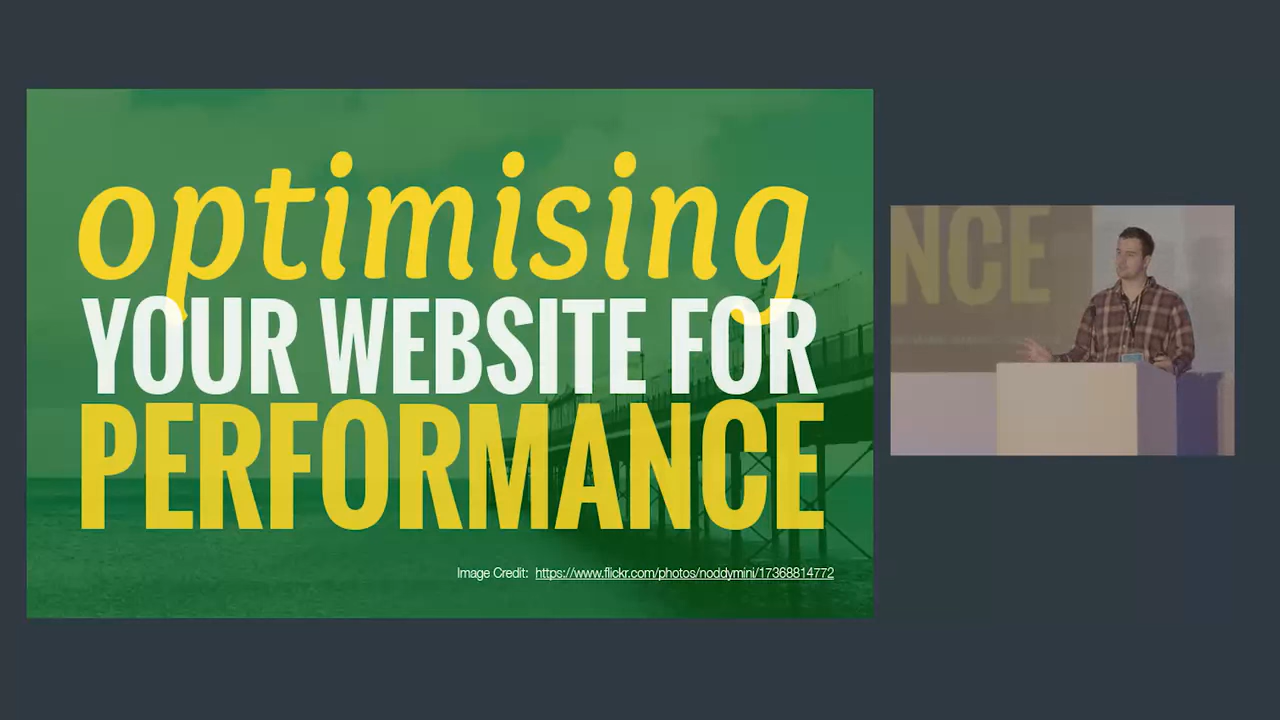 optimising
YOUR WEBSITE FOR
PERFORMANCE
Image Credit: https://www.flickr.com/photos/noddymini/17368814772
NCE